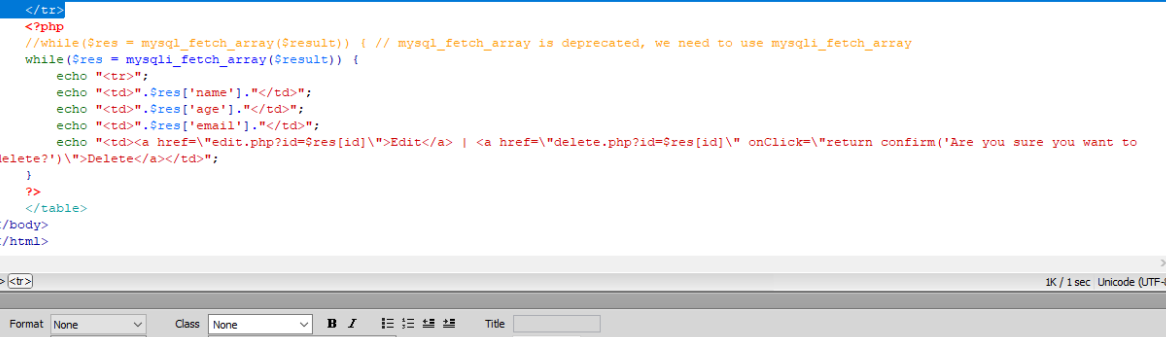 </tr>
<?php
//while($res = mysql_fetch_array($result)) { // mysql_fetch_array is deprecated, we need to use mysqli_fetch_array
while($res = mysqli_fetch_array($result)) {
echo "<tr>";
echo "<td>".$res['name']."</td>";
echo "<td>".$res['age']."</td>";
echo "<td>".$res['email']."</td>";
echo "<td><a href=\"edit.php?id=$res[id]\">Edit</a> | <a href=\"delete.php?id=$res[id]\" onClick=\"return confirm('Are you sure you want to
delete?')\">Delete</a></td>";
}
?>
</table>
</body>
</html>
> <tr> 1K / 1 sec Unicode (UTF-8
Format None Class None B I Title